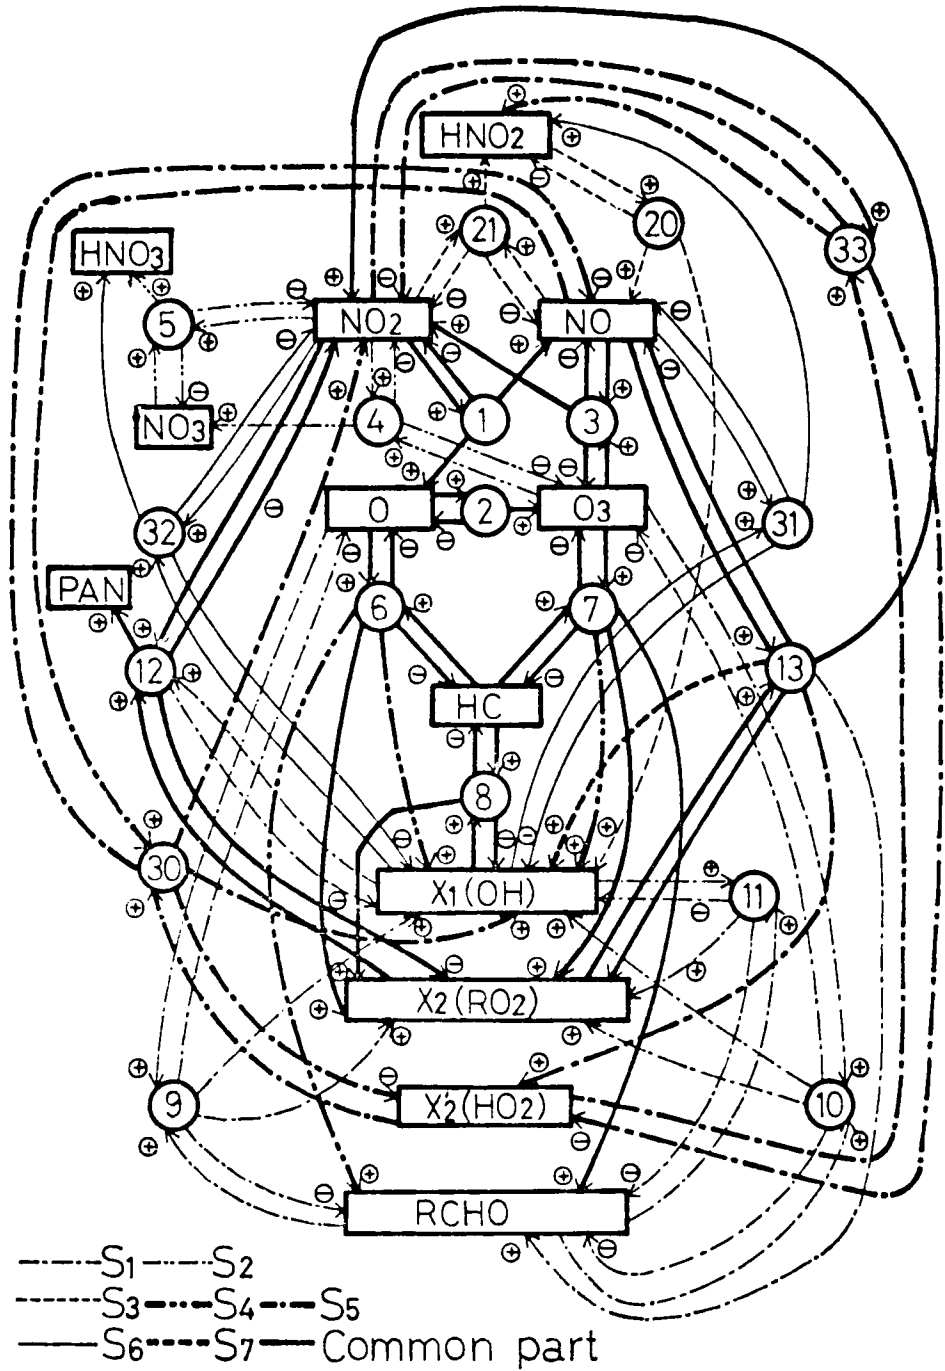 HNO2
21
20
33
HNO3
5
NO2
NO
NO3
4
1
3
O
2
O3
32
31
PAN
6
7
12
13
HC
8
30
X1(OH)
11
X2(RO2)
9
X'2(HO2)
10
RCHO
S1 S2
S3 S4 S5
S6 S7 Common part